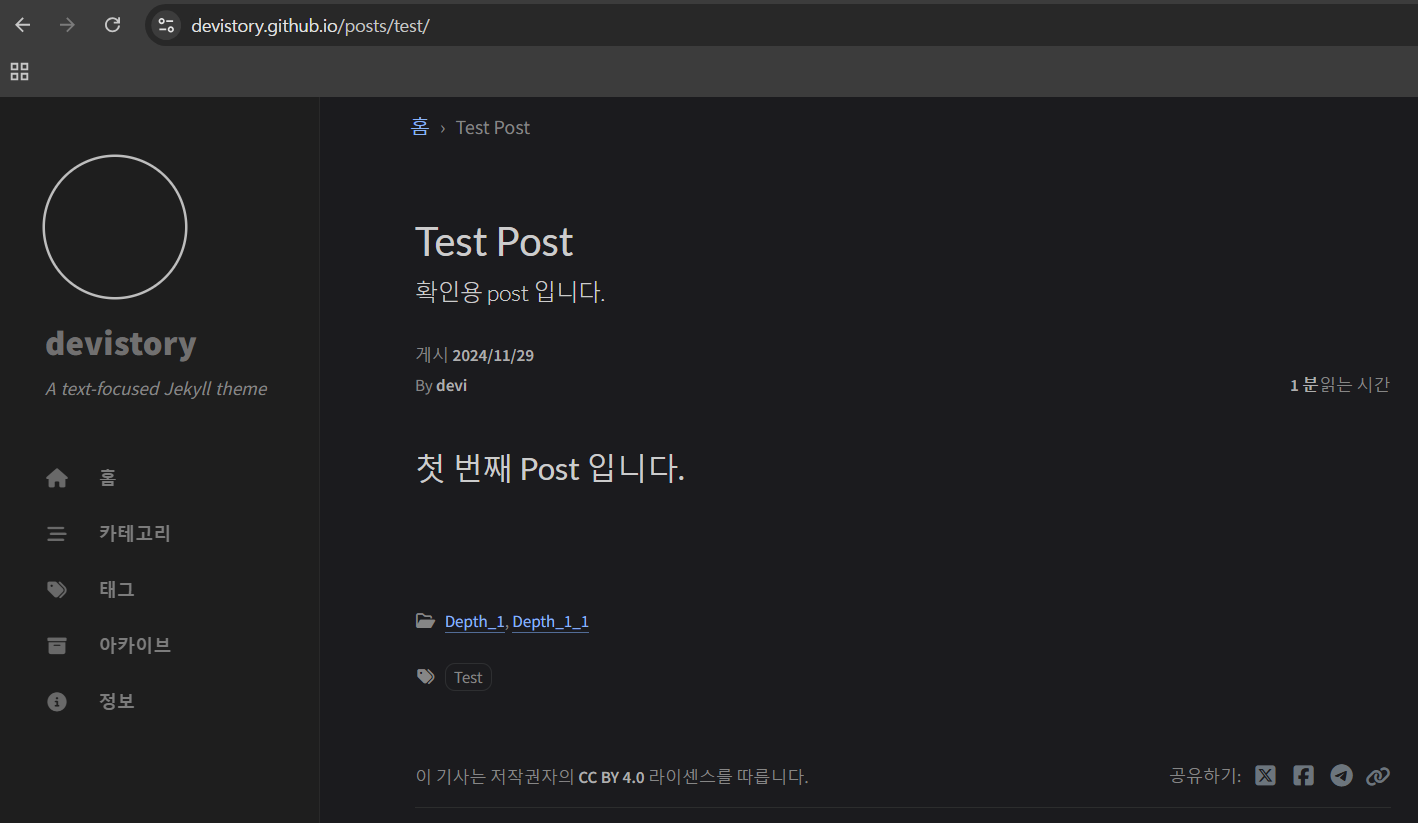 devistory.github.io/posts/test/
홈 › Test Post
devistory
A text-focused Jekyll theme
홈
카테고리
태그
아카이브
정보
Test Post
확인용 post 입니다.
게시 2024/11/29
By devi
1 분읽는 시간
첫 번째 Post 입니다.
Depth_1, Depth_1_1
Test
이 기사는 저작권자의 CC BY 4.0 라이센스를 따릅니다.
공유하기: